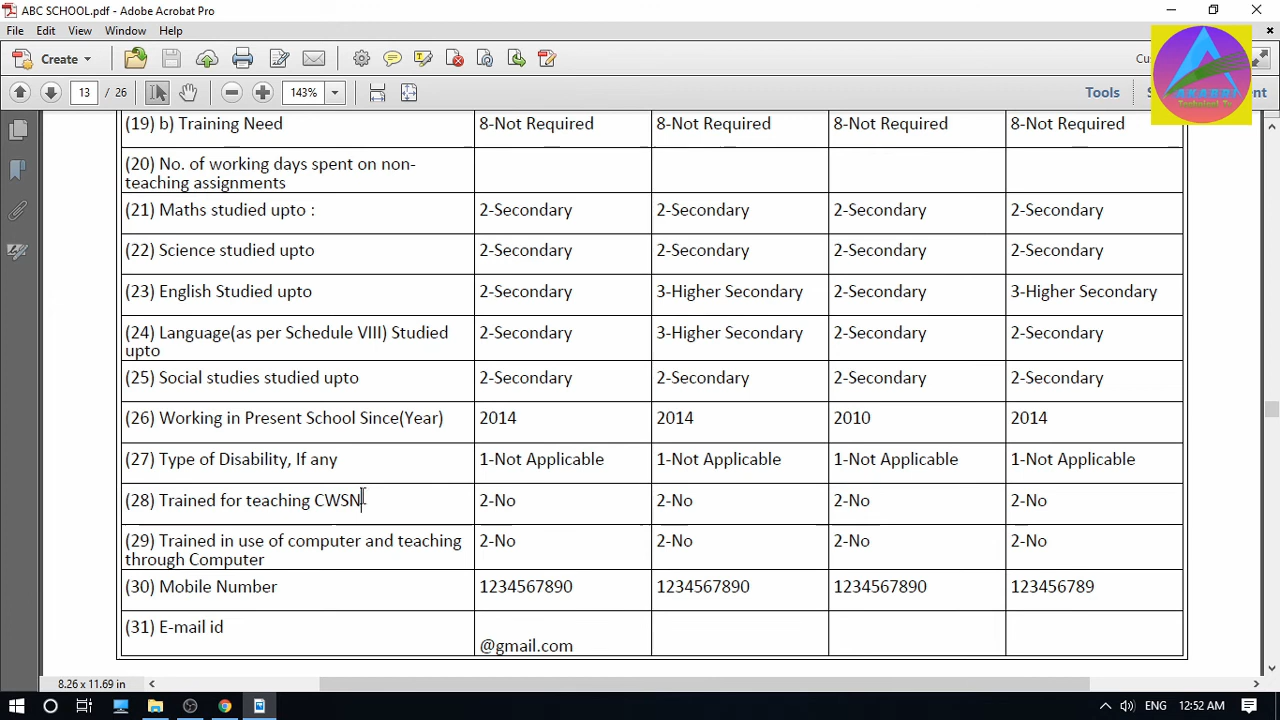 ABC SCHOOL.pdf - Adobe Acrobat Pro
File Edit View Window Help
Create
13 / 26 143% Tools
(19) b) Training Need 8-Not Required 8-Not Required 8-Not Required 8-Not Required
(20) No. of working days spent on non-
teaching assignments
(21) Maths studied upto : 2-Secondary 2-Secondary 2-Secondary 2-Secondary
(22) Science studied upto 2-Secondary 2-Secondary 2-Secondary 2-Secondary
(23) English Studied upto 2-Secondary 3-Higher Secondary 2-Secondary 3-Higher Secondary
(24) Language(as per Schedule VIII) Studied 2-Secondary 3-Higher Secondary 2-Secondary 2-Secondary
upto
(25) Social studies studied upto 2-Secondary 2-Secondary 2-Secondary 2-Secondary
(26) Working in Present School Since(Year) 2014 2014 2010 2014
(27) Type of Disability, If any 1-Not Applicable 1-Not Applicable 1-Not Applicable 1-Not Applicable
(28) Trained for teaching CWSN 2-No 2-No 2-No 2-No
(29) Trained in use of computer and teaching 2-No 2-No 2-No 2-No
through Computer
(30) Mobile Number 1234567890 1234567890 1234567890 123456789
(31) E-mail id
@gmail.com
8.26 x 11.69 in
ENG 12:52 AM